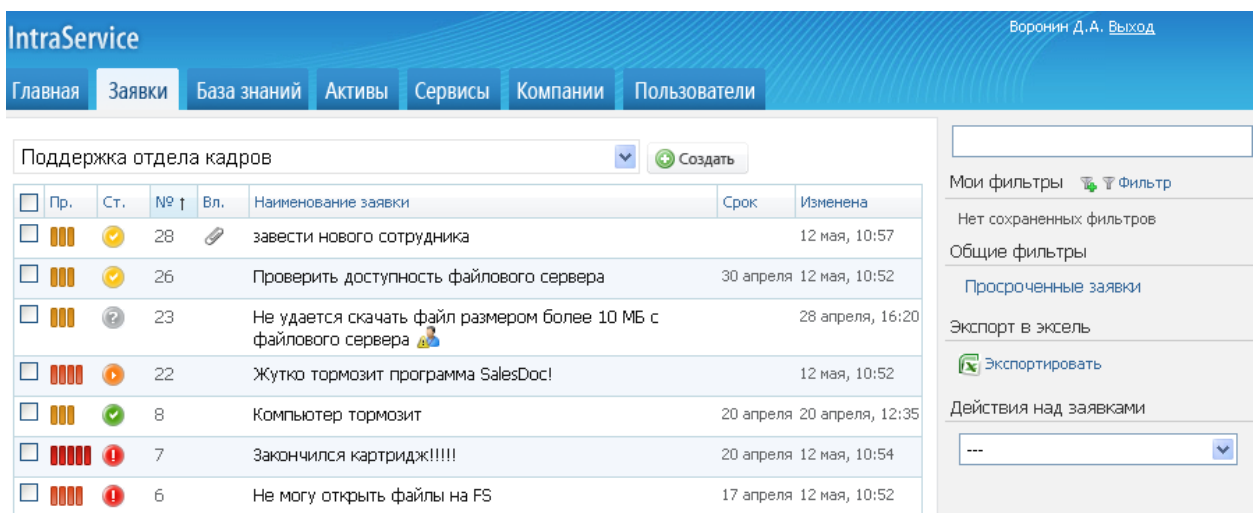 IntraService
Воронин Д.А. Выход
Главная Заявки База знаний Активы Сервисы Компании Пользователи
Поддержка отдела кадров Создать
Пр. Ст. № ↑ Вл. Наименование заявки Срок Изменена
28 завести нового сотрудника 12 мая, 10:57
26 Проверить доступность файлового сервера 30 апреля 12 мая, 10:52
23 Не удается скачать файл размером более 10 МБ с 28 апреля, 16:20
файлового сервера
22 Жутко тормозит программа SalesDoc! 12 мая, 10:52
8 Компьютер тормозит 20 апреля 20 апреля, 12:35
7 Закончился картридж!!!!! 20 апреля 12 мая, 10:54
6 Не могу открыть файлы на FS 17 апреля 12 мая, 10:52
Мои фильтры Фильтр
Нет сохраненных фильтров
Общие фильтры
Просроченные заявки
Экспорт в эксель
Экспортировать
Действия над заявками
---